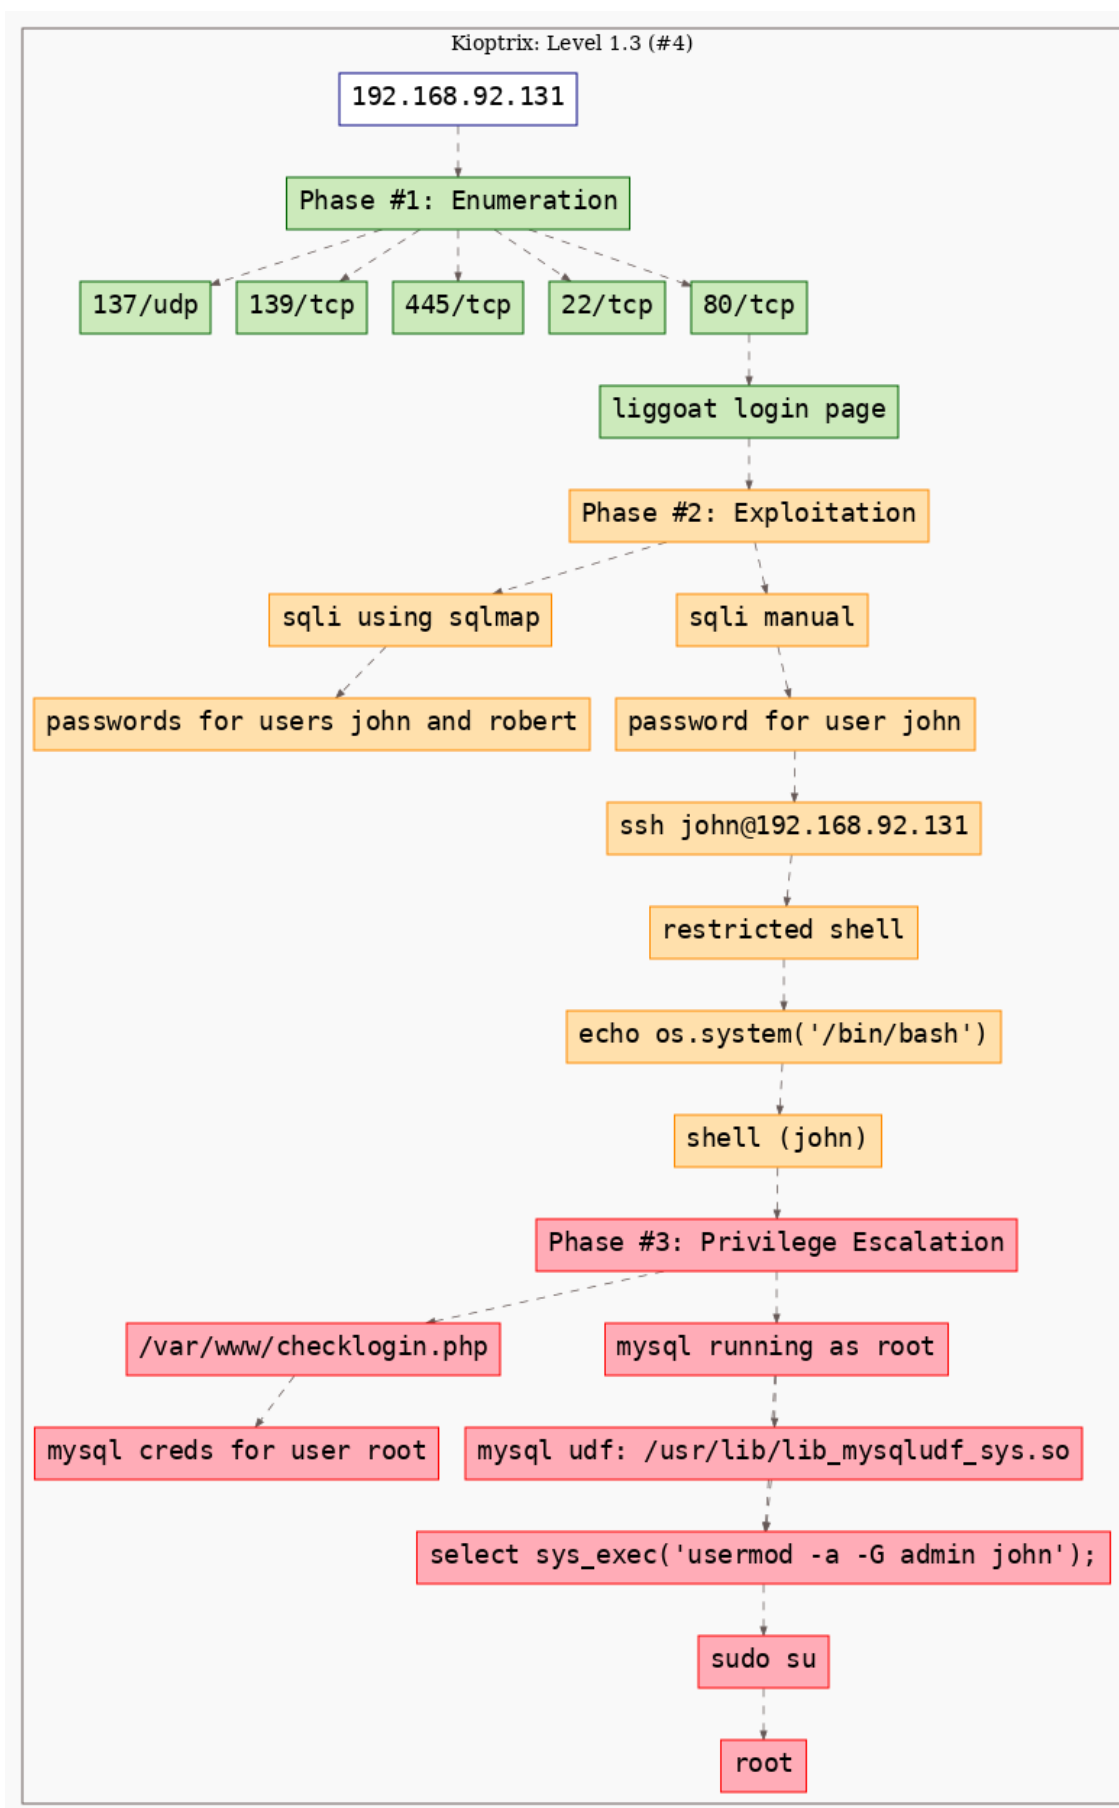 Kioptrix: Level 1.3 (#4)
192.168.92.131
Phase #1: Enumeration
137/udp
139/tcp
445/tcp
22/tcp
80/tcp
liggoat login page
Phase #2: Exploitation
sqli using sqlmap
sqli manual
passwords for users john and robert
password for user john
ssh john@192.168.92.131
restricted shell
echo os.system('/bin/bash')
shell (john)
Phase #3: Privilege Escalation
/var/www/checklogin.php
mysql running as root
mysql creds for user root
mysql udf: /usr/lib/lib_mysqludf_sys.so
select sys_exec('usermod -a -G admin john');
sudo su
root